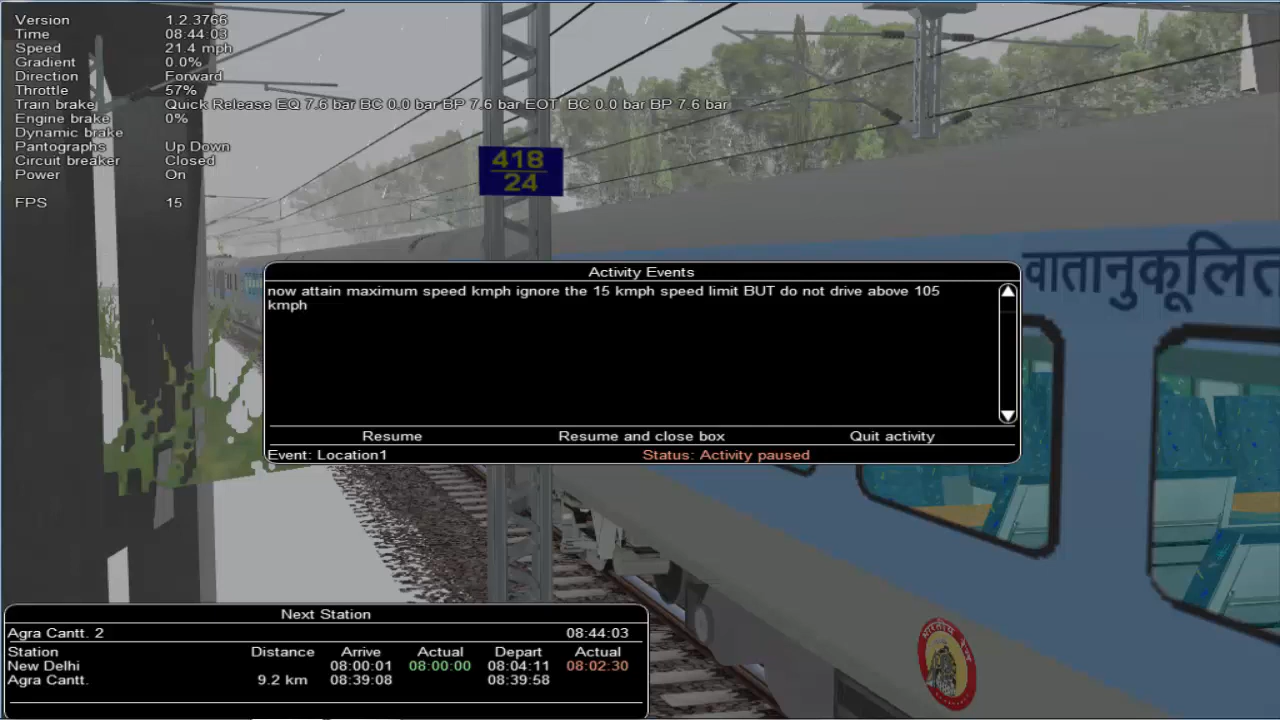 Version 1.2.3766
Time 08:44:03
Speed 21.4 mph
Gradient 0.0%
Direction Forward
Throttle 57%
Train brake Quick Release EQ 7.6 bar BC 0.0 bar BP 7.6 bar EOT BC 0.0 bar BP 7.6 bar
Engine brake 0%
Dynamic brake
Pantographs Up Down
Circuit breaker Closed
Power On
FPS 15
418
24
वातानुकूलित
Activity Events
now attain maximum speed kmph ignore the 15 kmph speed limit BUT do not drive above 105
kmph
Resume Resume and close box Quit activity
Event: Location1 Status: Activity paused
Next Station
Agra Cantt. 2 08:44:03
Station Distance Arrive Actual Depart Actual
New Delhi 08:00:01 08:00:00 08:04:11 08:02:30
Agra Cantt. 9.2 km 08:39:08 08:39:58